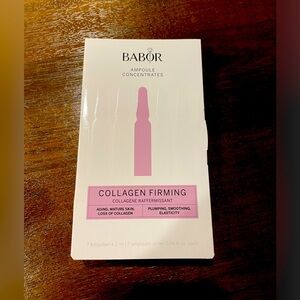 BABOR
AMPOULE
CONCENTRATES
COLLAGEN FIRMING
COLLAGÈNE RAFFERMISSANT
AGING, MATURE SKIN,
LOSS OF COLLAGEN
PLUMPING, SMOOTHING,
ELASTICITY